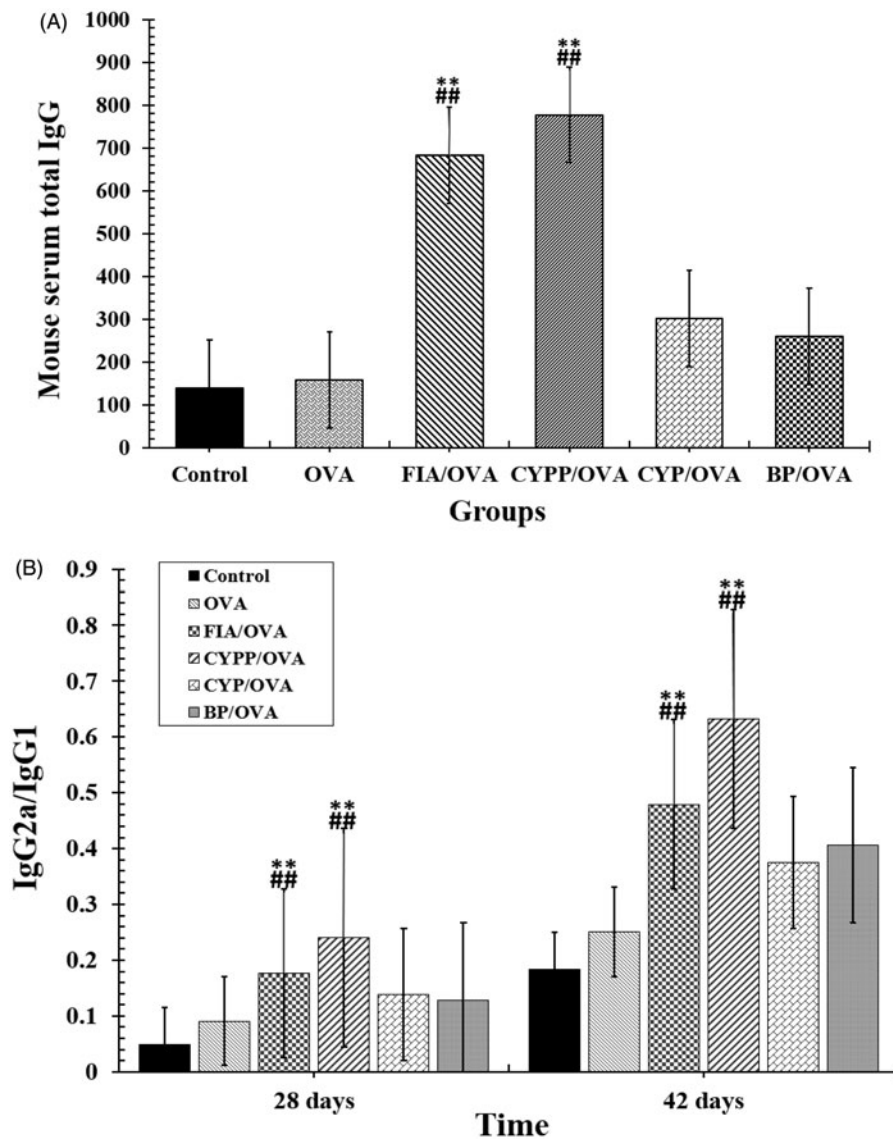 (A)
Mouse serum total IgG
1000
900
800
700
600
500
400
300
200
100
0
**
##
**
##
Control OVA FIA/OVA CYPP/OVA CYP/OVA BP/OVA
Groups
(B)
IgG2a/IgG1
0.9
0.8
0.7
0.6
0.5
0.4
0.3
0.2
0.1
0
Control
OVA
FIA/OVA
CYPP/OVA
CYP/OVA
BP/OVA
**
##
**
##
**
##
**
##
28 days 42 days
Time